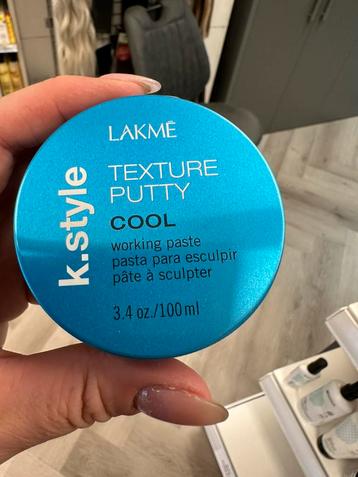 LAKMĒ
k.style
TEXTURE
PUTTY
COOL
working paste
pasta para esculpir
pâte à sculpter
3.4 oz./100ml